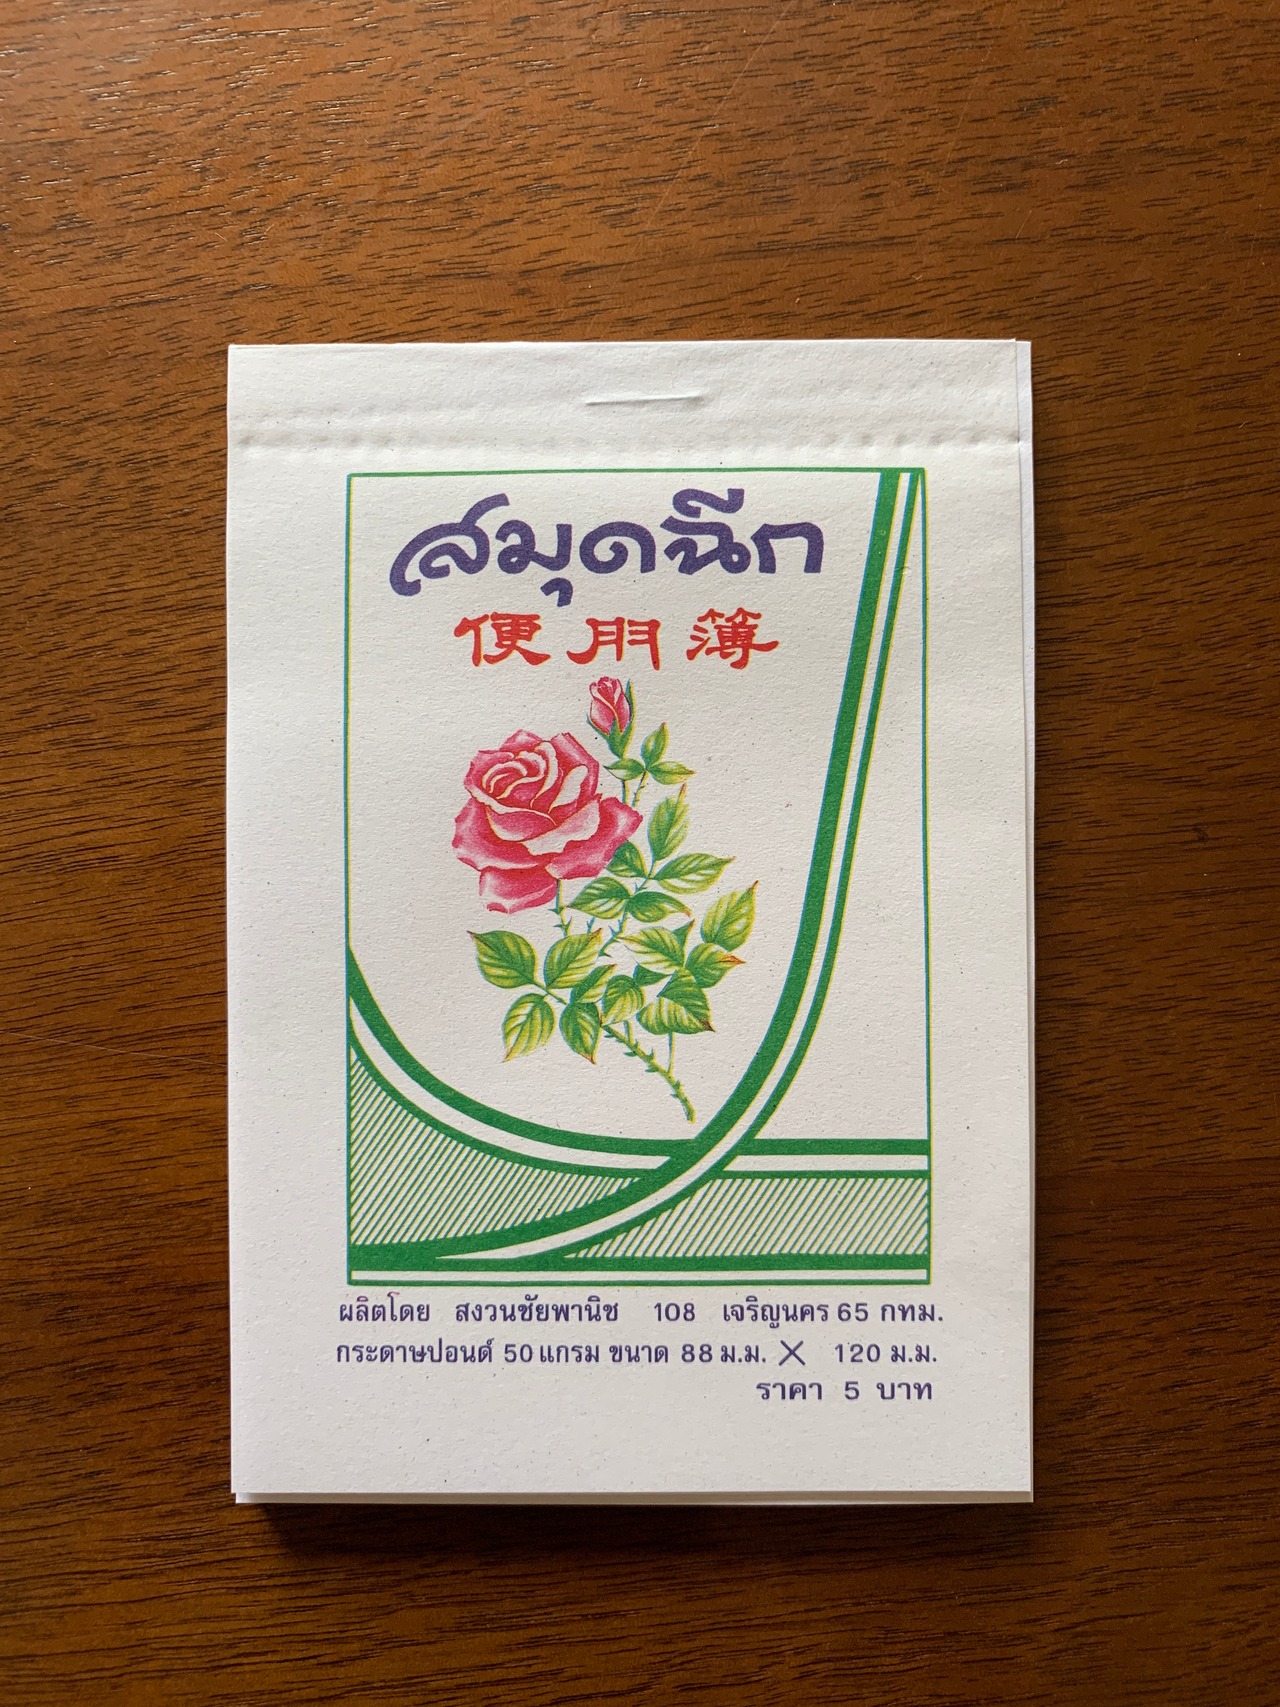 สมุดฉีก
便用簿
ผลิตโดย สงวนชัยพานิช 108 เจริญนคร 65 กทม.
กระดาษปอนด์ 50 แกรม ขนาด 88 ม.ม. X 120 ม.ม.
ราคา 5 บาท